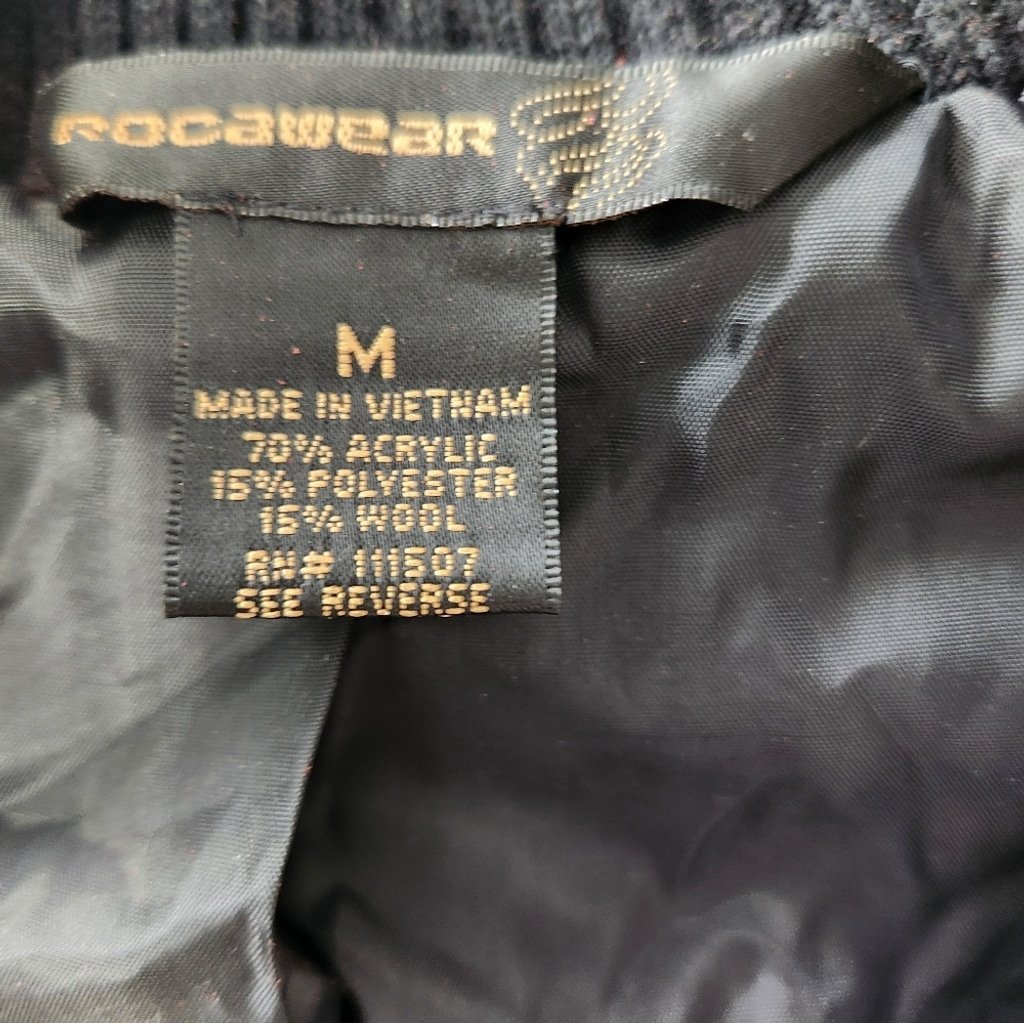 rocawear
M
MADE IN VIETNAM
70% ACRYLIC
15% POLYESTER
15% WOOL
RN# 111507
SEE REVERSE